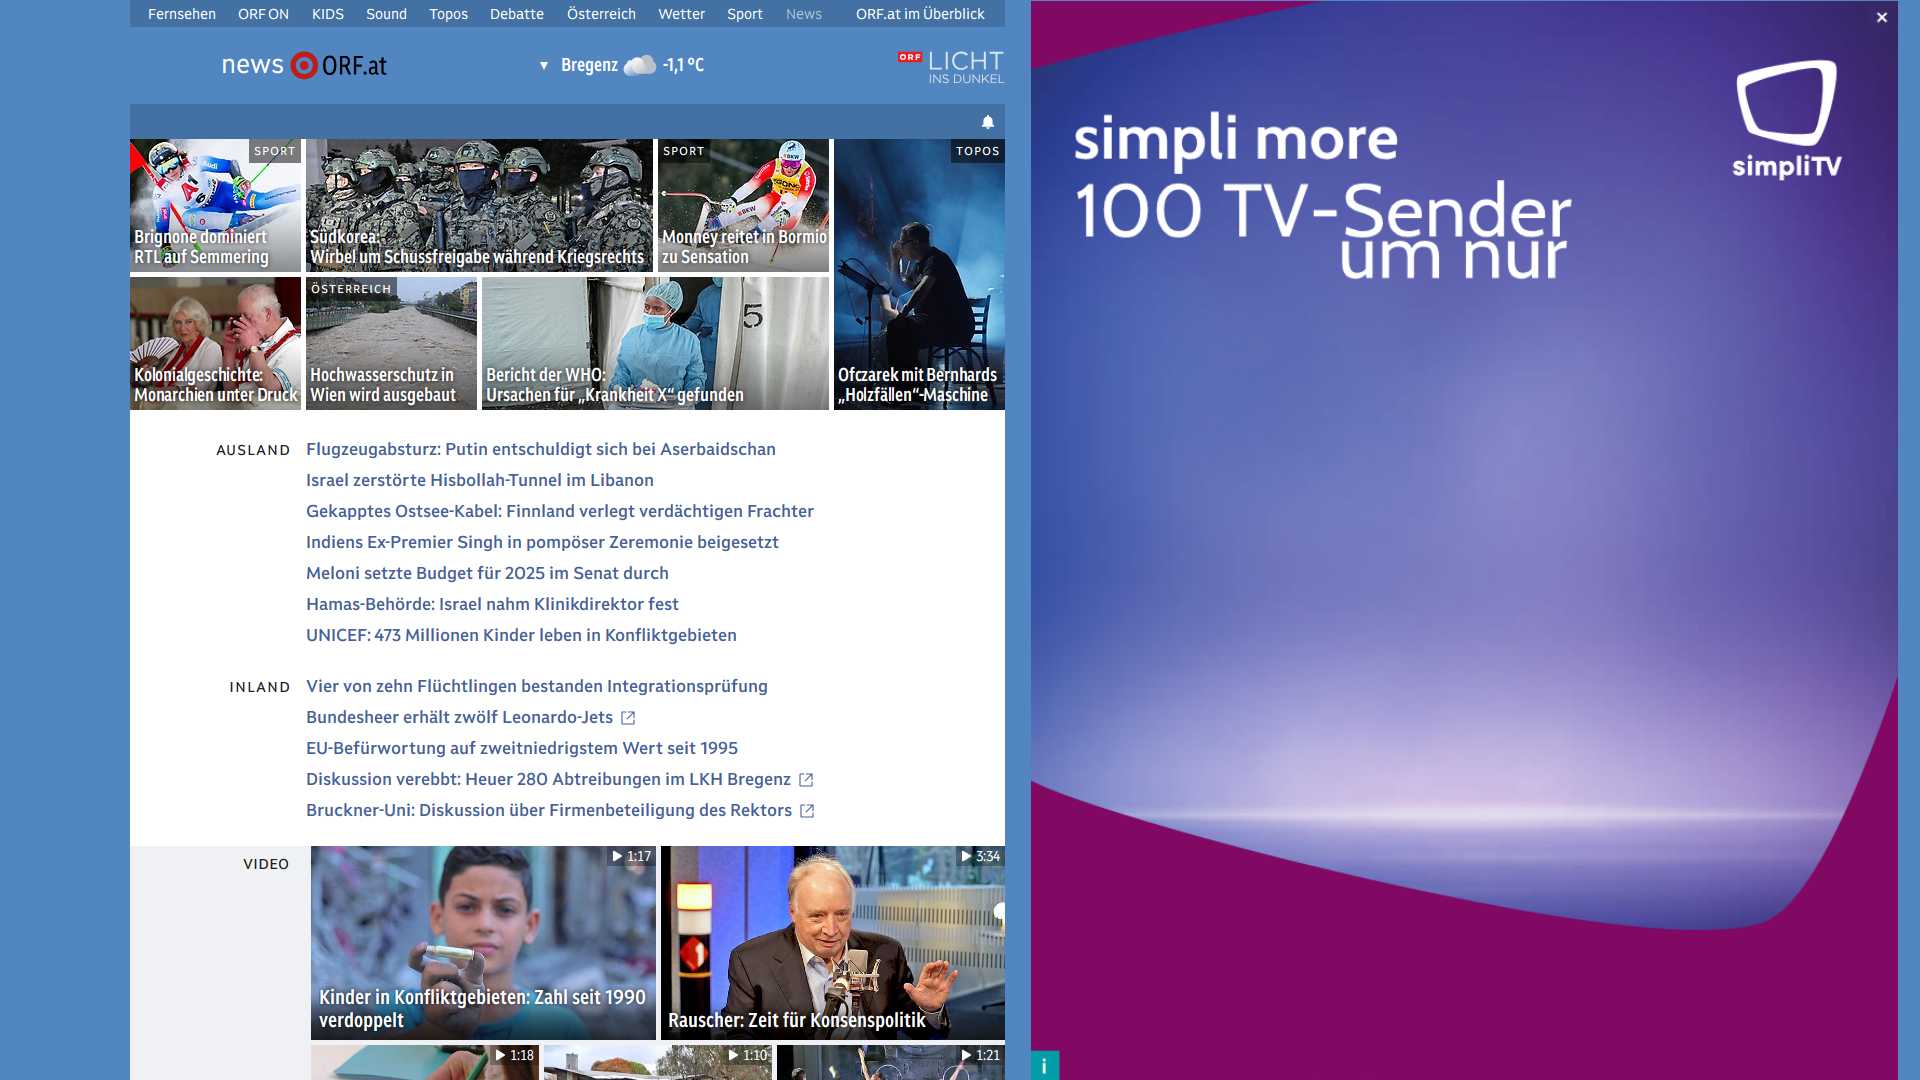 Fernsehen ORF ON KIDS Sound Topos Debatte Österreich Wetter Sport News ORF.at im Überblick
news ORF.at
Bregenz -1,1 °C
ORF LICHT
INS DUNKEL
SPORT
Brignone dominiert
RTL auf Semmering
Südkorea:
Wirbel um Schussfreigabe während Kriegsrechts
SPORT
Monney reitet in Bormio
zu Sensation
TOPOS
Ofczarek mit Bernhards
„Holzfällen“-Maschine
Kolonialgeschichte:
Monarchien unter Druck
ÖSTERREICH
Hochwasserschutz in
Wien wird ausgebaut
5
Bericht der WHO:
Ursachen für „Krankheit X“ gefunden
AUSLAND
Flugzeugabsturz: Putin entschuldigt sich bei Aserbaidschan
Israel zerstörte Hisbollah-Tunnel im Libanon
Gekapptes Ostsee-Kabel: Finnland verlegt verdächtigen Frachter
Indiens Ex-Premier Singh in pompöser Zeremonie beigesetzt
Meloni setzte Budget für 2025 im Senat durch
Hamas-Behörde: Israel nahm Klinikdirektor fest
UNICEF: 473 Millionen Kinder leben in Konfliktgebieten
INLAND
Vier von zehn Flüchtlingen bestanden Integrationsprüfung
Bundesheer erhält zwölf Leonardo-Jets
EU-Befürwortung auf zweitniedrigstem Wert seit 1995
Diskussion verebbt: Heuer 280 Abtreibungen im LKH Bregenz
Bruckner-Uni: Diskussion über Firmenbeteiligung des Rektors
VIDEO
1:17
Kinder in Konfliktgebieten: Zahl seit 1990
verdoppelt
3:34
Rauscher: Zeit für Konsenspolitik
1:18
1:10
1:21
simpli more
100 TV-Sender
um nur
simpliTV
i